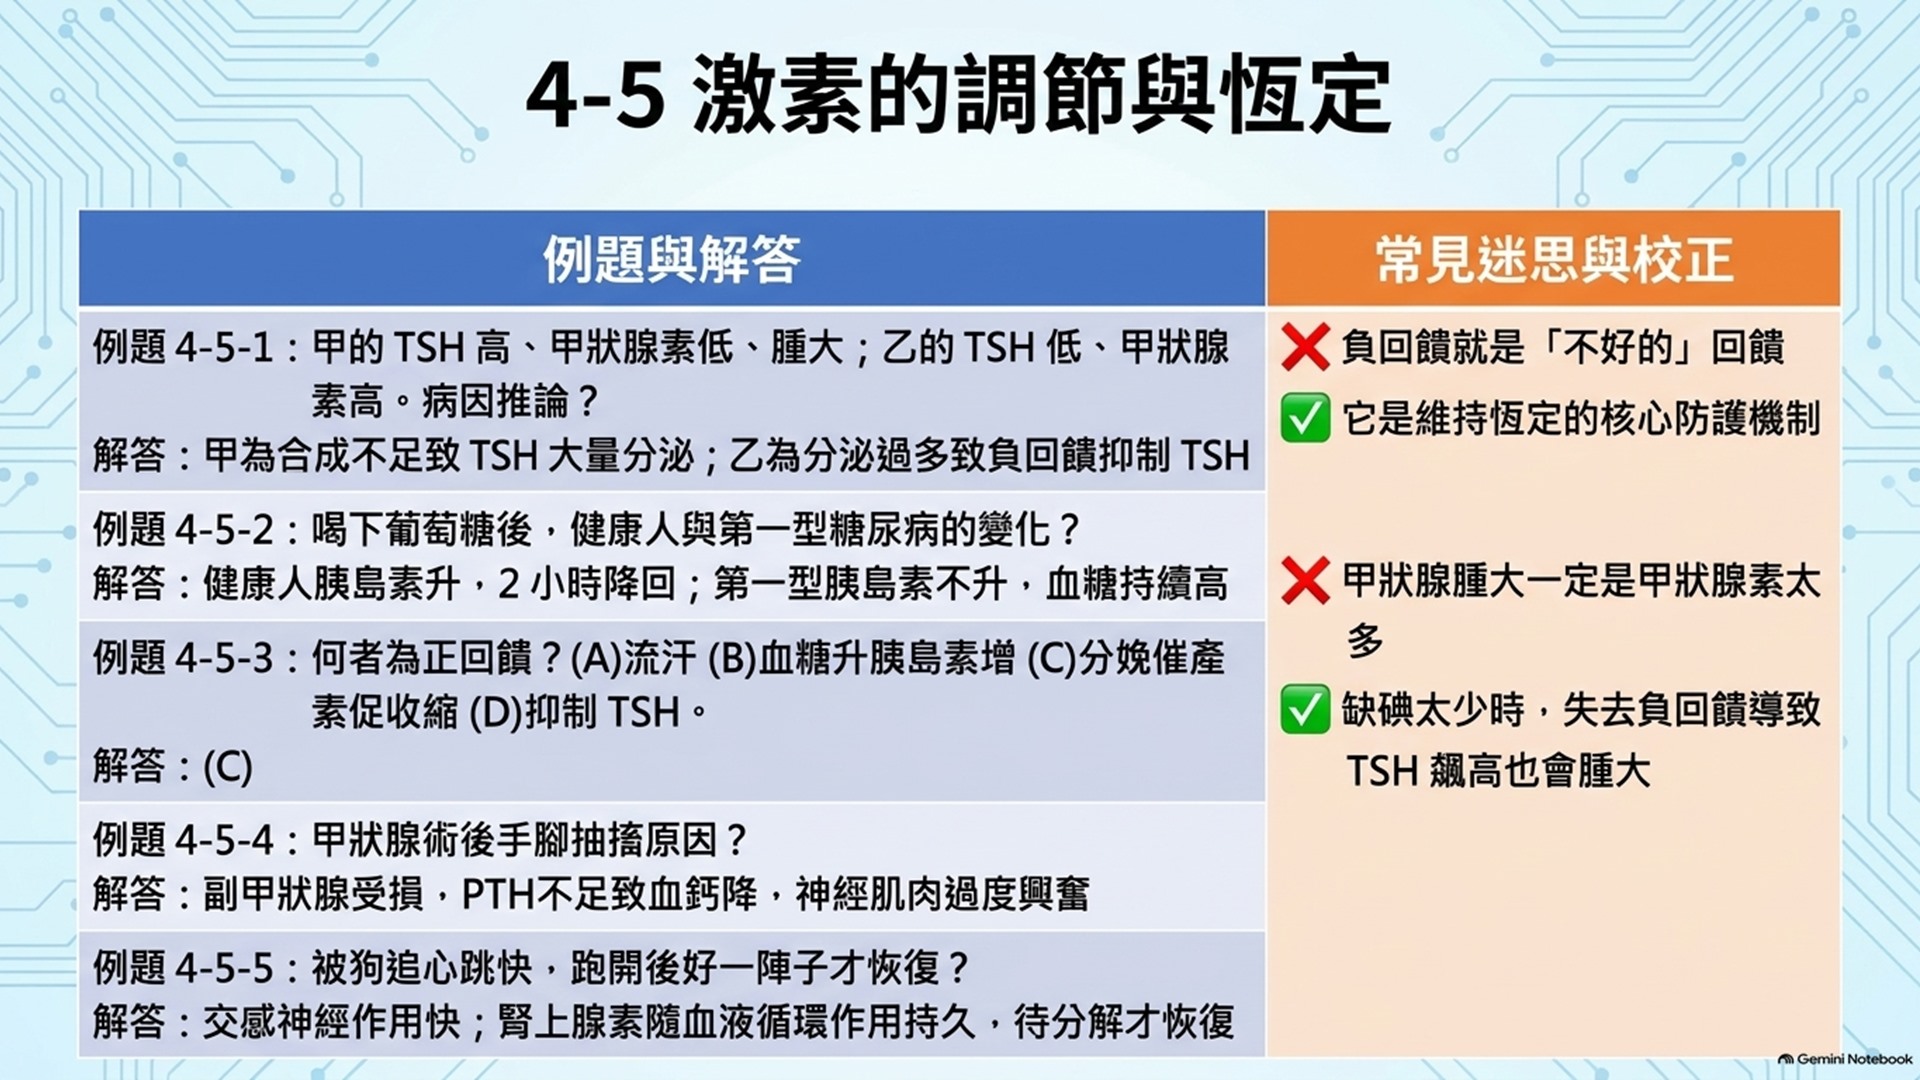 4-5 激素的調節與恆定
例題與解答
例題 4-5-1：甲的 TSH 高、甲狀腺素低、腫大；乙的 TSH 低、甲狀腺
素高。病因推論？
解答：甲為合成不足致 TSH 大量分泌；乙為分泌過多致負回饋抑制 TSH
例題 4-5-2：喝下葡萄糖後，健康人與第一型糖尿病的變化？
解答：健康人胰島素升，2 小時降回；第一型胰島素不升，血糖持續高
例題 4-5-3：何者為正回饋？(A)流汗 (B)血糖升胰島素增 (C)分娩催產
素促收縮 (D)抑制 TSH。
解答：(C)
例題 4-5-4：甲狀腺術後手腳抽搐原因？
解答：副甲狀腺受損，PTH不足致血鈣降，神經肌肉過度興奮
例題 4-5-5：被狗追心跳快，跑開後好一陣子才恢復？
解答：交感神經作用快；腎上腺素隨血液循環作用持久，待分解才恢復
常見迷思與校正
❌ 負回饋就是「不好的」回饋
✅ 它是維持恆定的核心防護機制
❌ 甲狀腺腫大一定是甲狀腺素太
多
✅ 缺碘太少時，失去負回饋導致
TSH 飆高也會腫大
Gemini Notebook